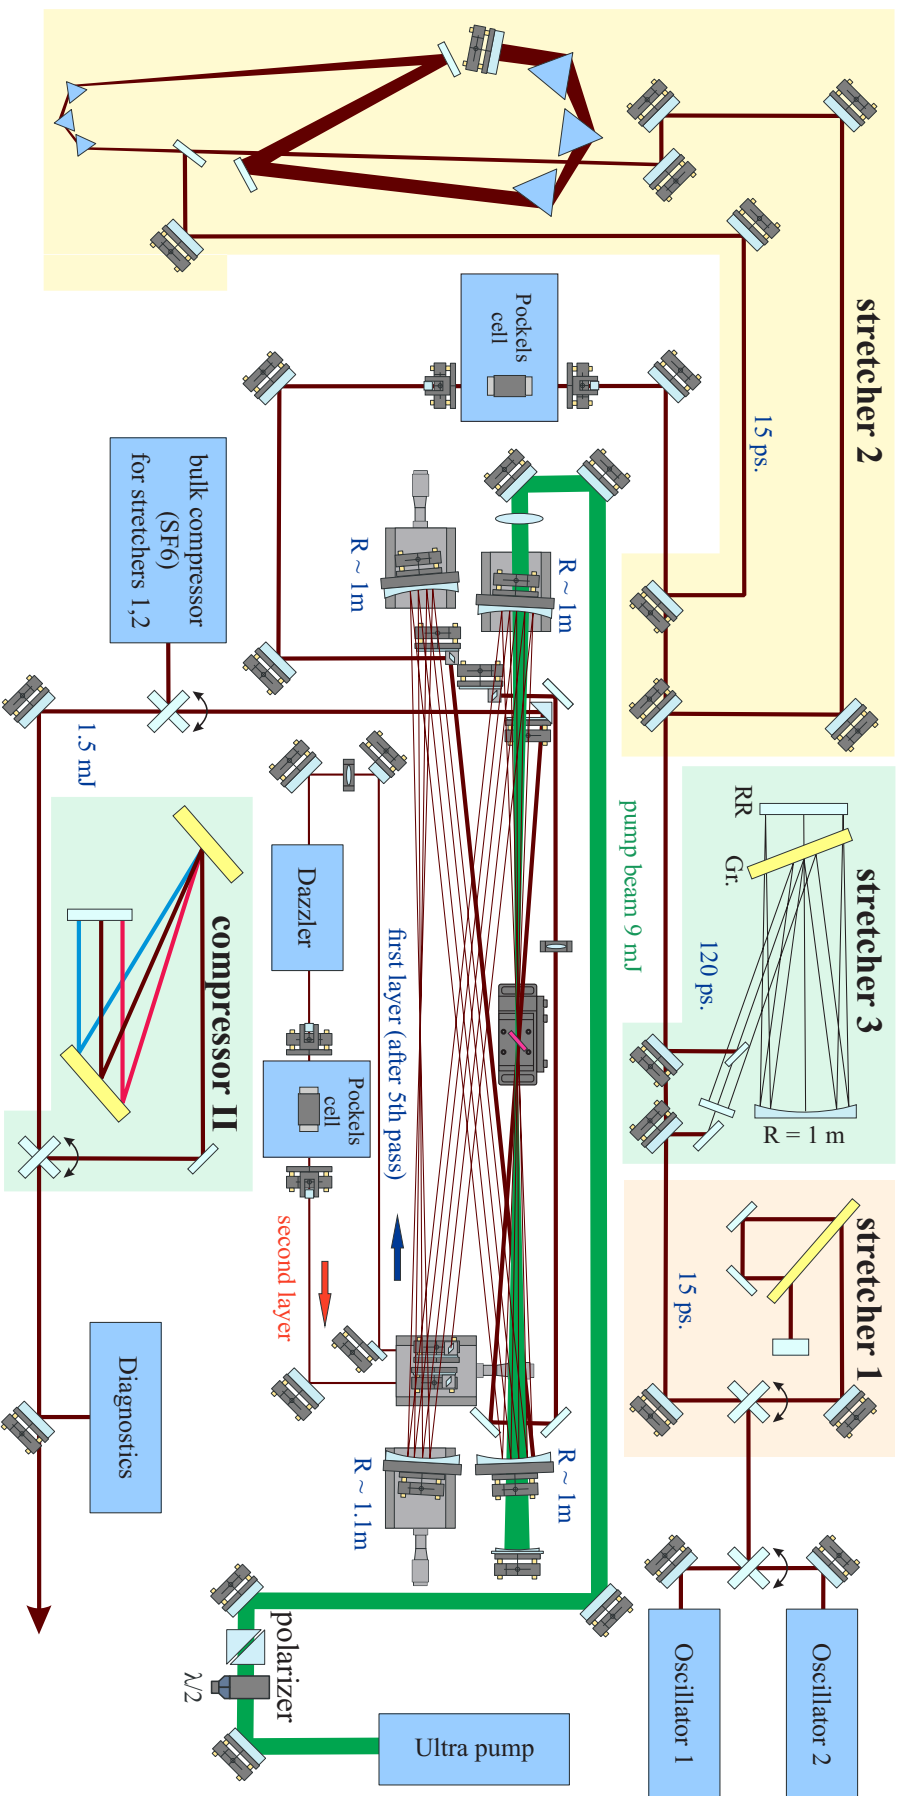 stretcher 2
Pockels
cell
15 ps.
bulk compressor
(SF6)
for stretchers 1,2
R ~ 1m
R ~ 1m
1.5 mJ
pump beam 9 mJ
RR
Gr.
stretcher 3
120 ps.
R = 1 m
Dazzler
first layer (after 5th pass)
compressor II
Pockels
cell
second layer
stretcher 1
15 ps.
Diagnostics
R ~ 1.1m
R ~ 1m
polarizer
λ/2
Ultra pump
Oscillator 1
Oscillator 2